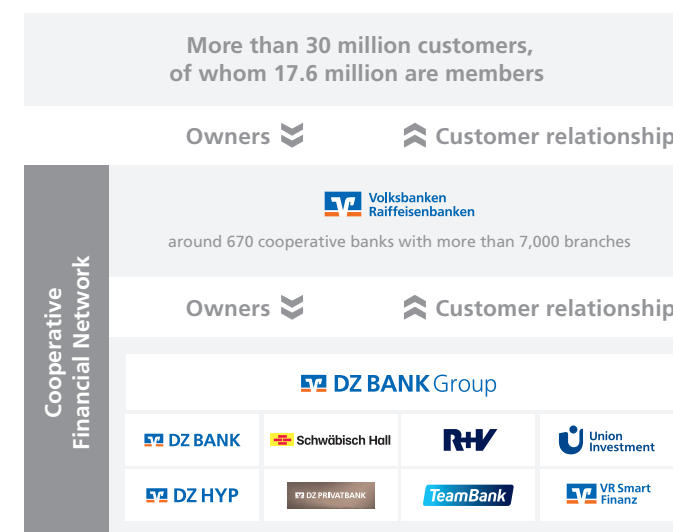 More than 30 million customers,
of whom 17.6 million are members
Owners
Customer relationship
Volksbanken
Raiffeisenbanken
around 670 cooperative banks with more than 7,000 branches
Owners
Customer relationship
Cooperative
Financial Network
DZ BANK Group
DZ BANK
Schwäbisch Hall
R+V
Union
Investment
DZ HYP
DZ PRIVATBANK
TeamBank
VR Smart
Finanz